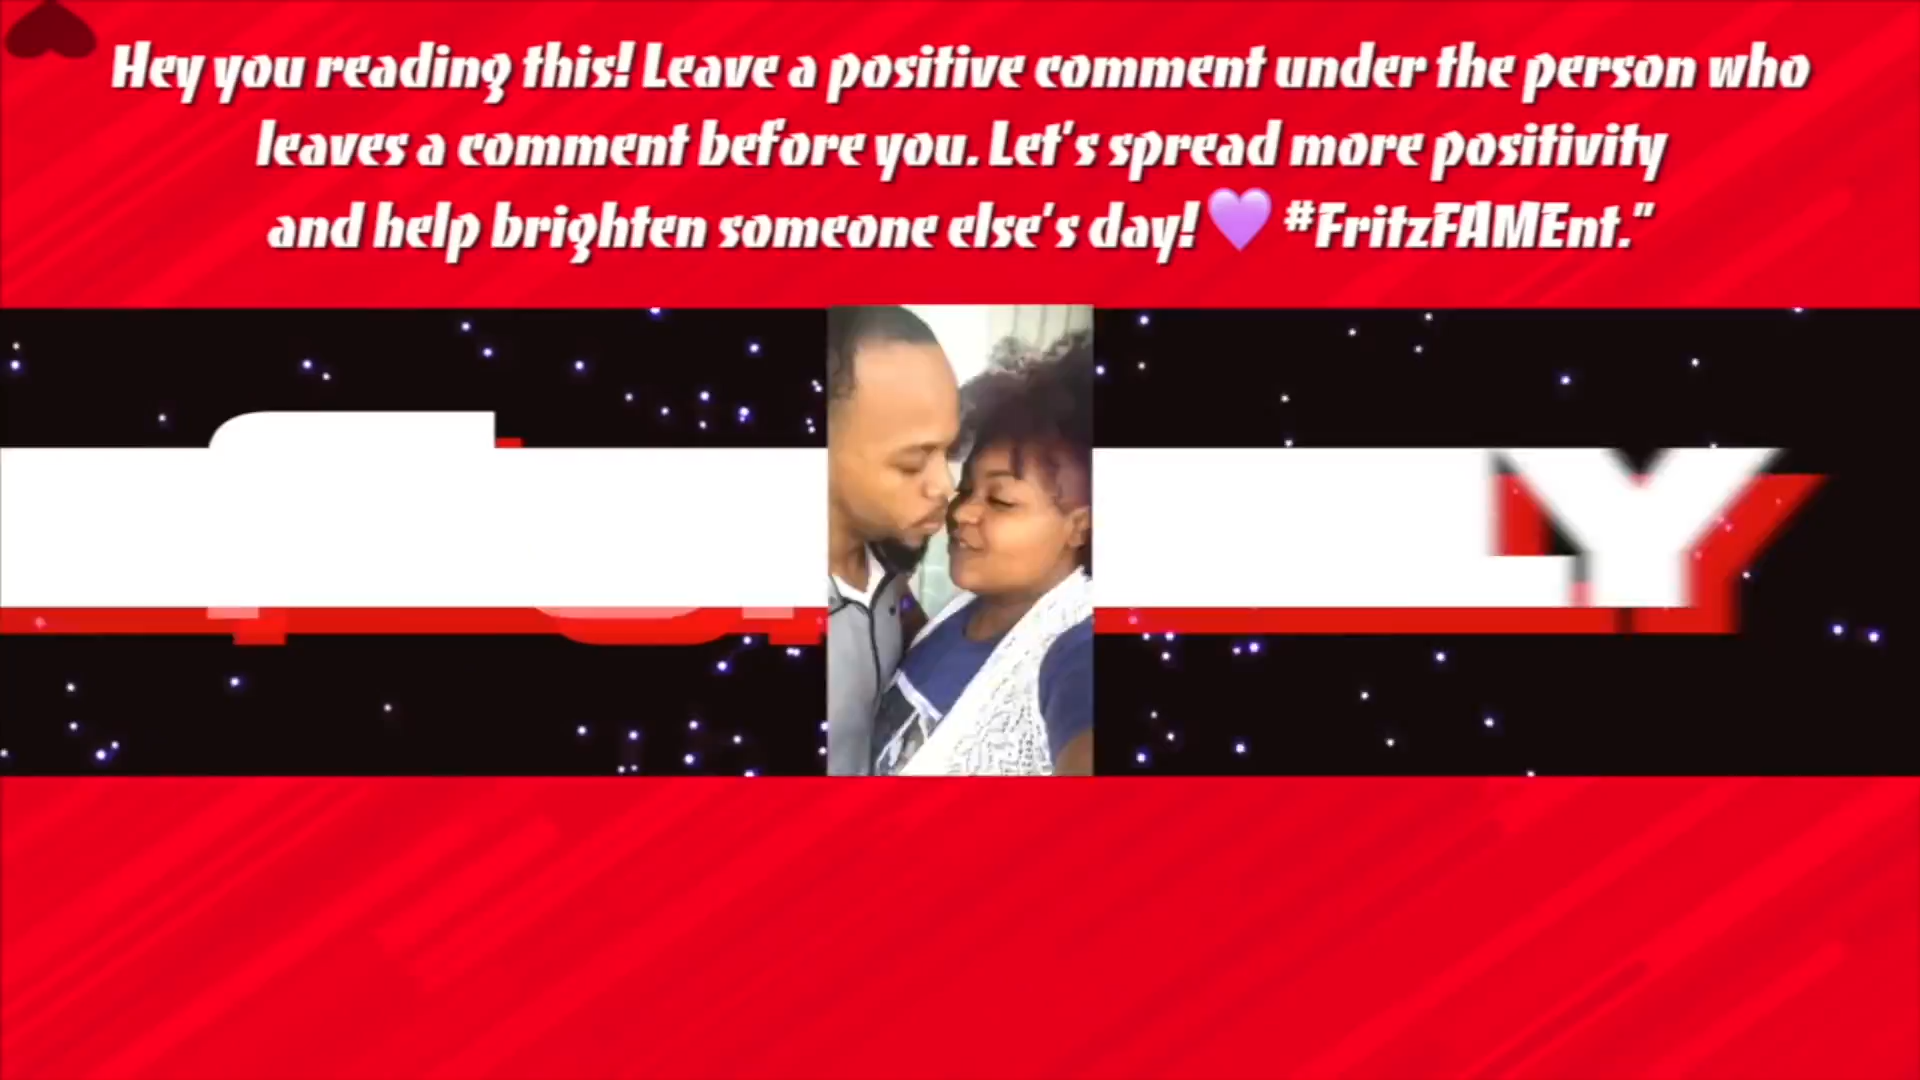 Hey you reading this! Leave a positive comment under the person who
leaves a comment before you. Let's spread more positivity
and help brighten someone else's day! 💜 #FritzFAMEnt."